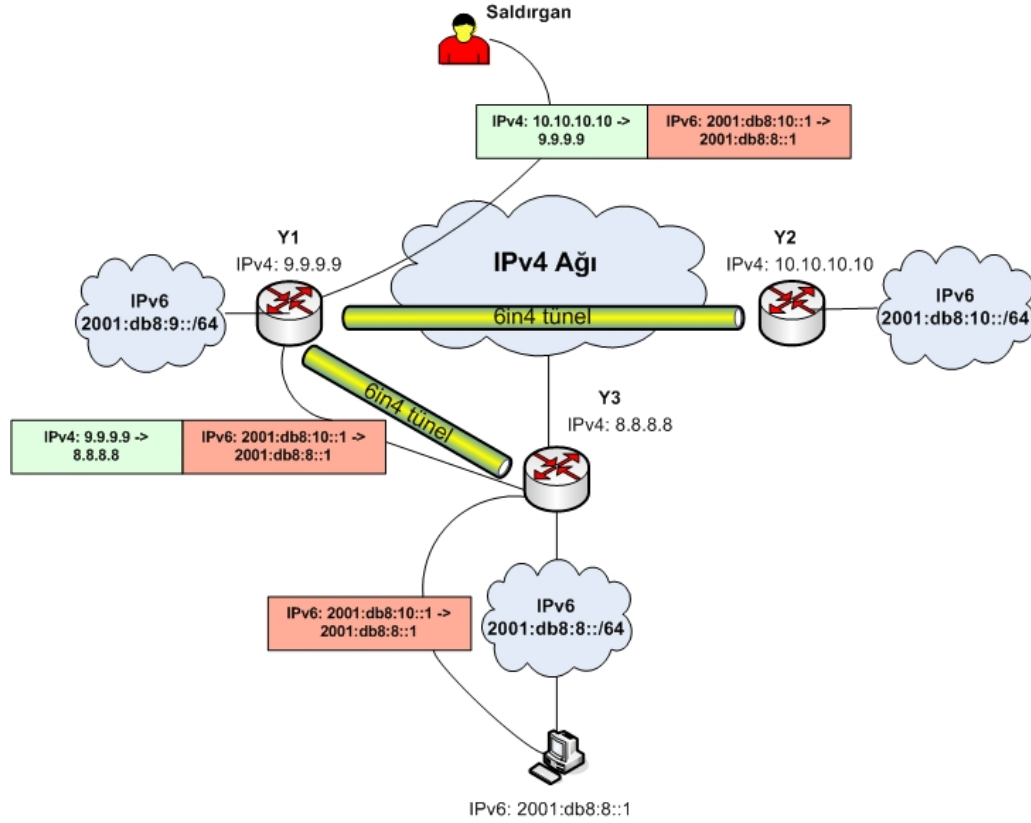 Saldırgan
IPv4: 10.10.10.10 ->
9.9.9.9
IPv6: 2001:db8:10::1 ->
2001:db8:8::1
Y1
IPv4: 9.9.9.9
IPv4 Ağı
Y2
IPv4: 10.10.10.10
IPv6
2001:db8:9::/64
6in4 tünel
IPv6
2001:db8:10::/64
6in4 tünel
Y3
IPv4: 8.8.8.8
IPv4: 9.9.9.9 ->
8.8.8.8
IPv6: 2001:db8:10::1 ->
2001:db8:8::1
IPv6: 2001:db8:10::1 ->
2001:db8:8::1
IPv6
2001:db8:8::/64
IPv6: 2001:db8:8::1